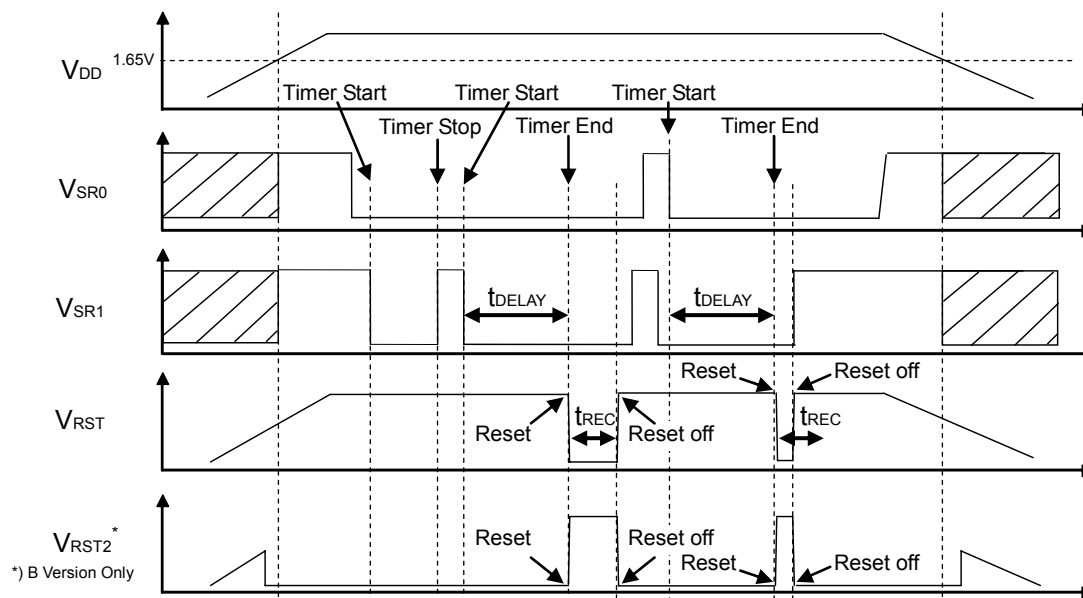 VDD
1.65V
Timer Start
Timer Start
Timer Start
Timer Stop
Timer End
Timer End
VSR0
VSR1
tDELAY
tDELAY
VRST
Reset
tREC
Reset off
Reset
Reset off
tREC
VRST2*
*) B Version Only
Reset
Reset off
Reset
Reset off